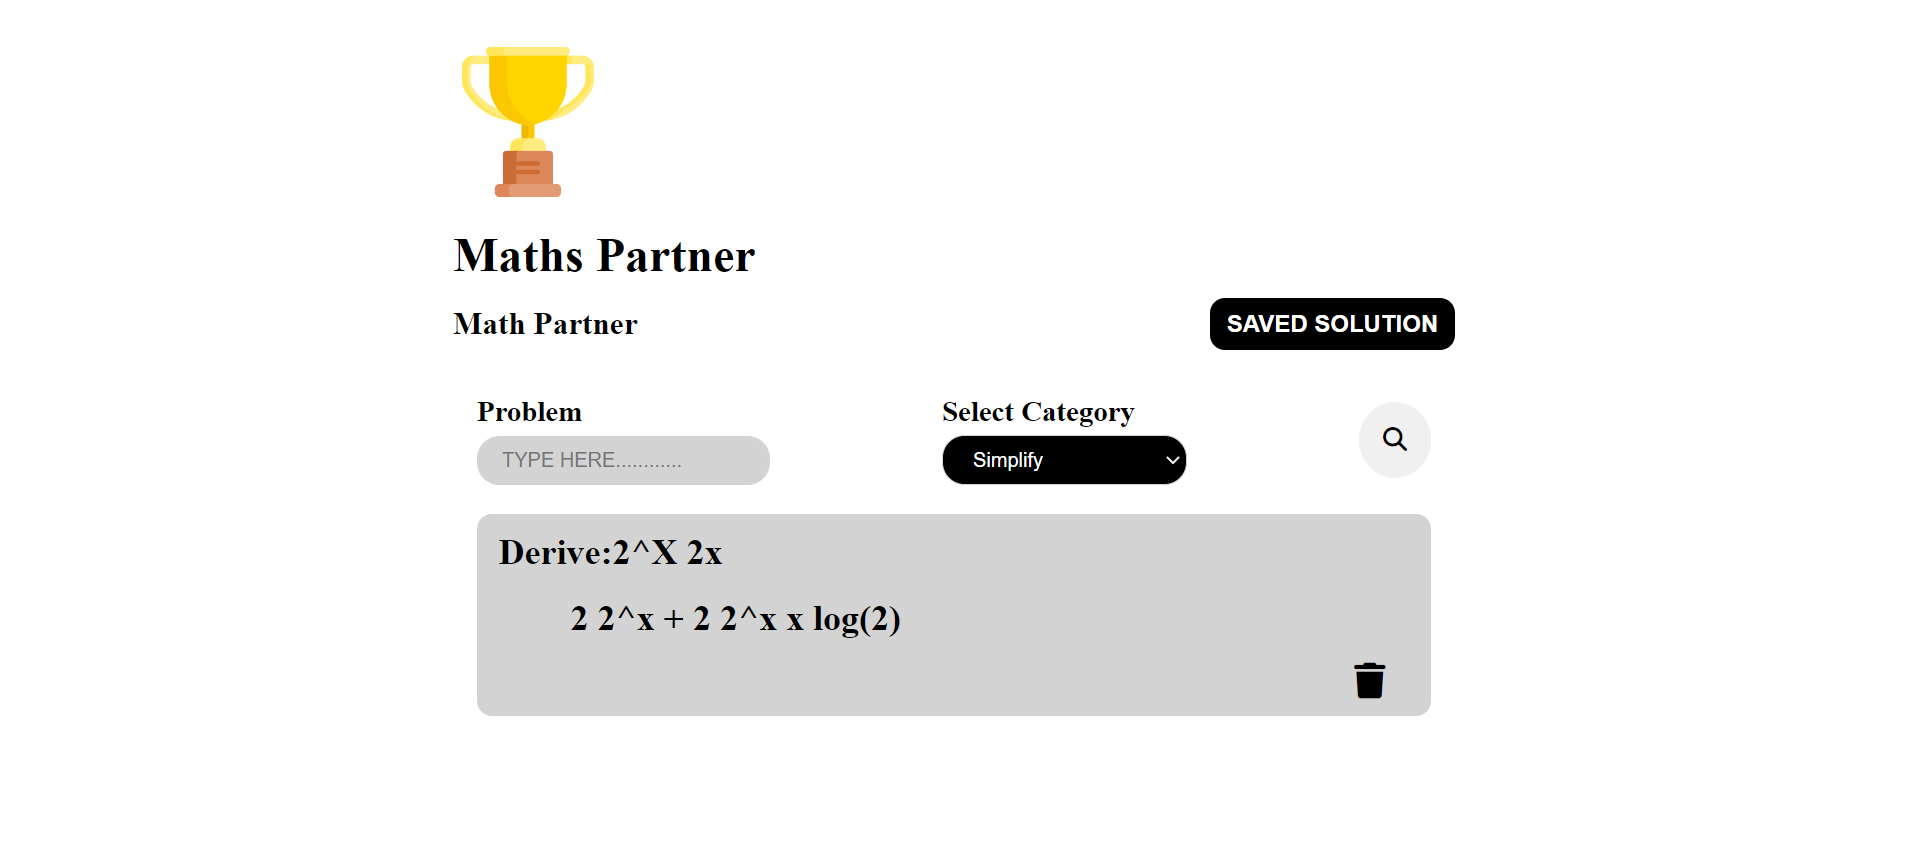 Maths Partner
Math Partner
SAVED SOLUTION
Problem
Select Category
TYPE HERE............
Simplify
Derive:2^X 2x
2 2^x + 2 2^x x log(2)